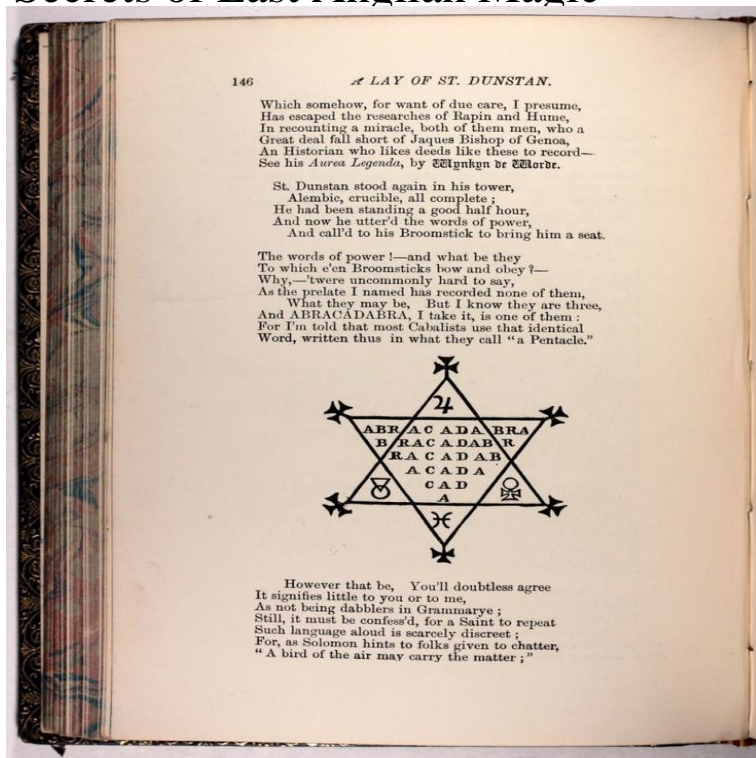 Secrets of East Anglian Magic
146 A LAY OF ST. DUNSTAN.
Which somehow, for want of due care, I presume,
Has escaped the researches of Rapin and Hume,
In recounting a miracle, both of them men, who a
Great deal fall short of Jaques Bishop of Genoa,
An Historian who likes deeds like these to record—
See his Aurea Legenda, by Wynkyn de Worde.
St. Dunstan stood again in his tower,
Alembic, crucible, all complete ;
He had been standing a good half hour,
And now he utter'd the words of power,
And call'd to his Broomstick to bring him a seat.
The words of power !—and what be they
To which e'en Broomsticks bow and obey ?—
Why,—'twere uncommonly hard to say,
As the prelate I named has recorded none of them,
What they may be, But I know they are three,
And ABRACADABRA, I take it, is one of them :
For I'm told that most Cabalists use that identical
Word, written thus in what they call "a Pentacle."
♃
ABRACADABRA
BRACADABR
RACADAB
ACADA
CAD
A
♓
However that be, You'll doubtless agree
It signifies little to you or to me,
As not being dabblers in Grammarye ;
Still, it must be confess'd, for a Saint to repeat
Such language aloud is scarcely discreet ;
For, as Solomon hints to folks given to chatter,
"A bird of the air may carry the matter ;"